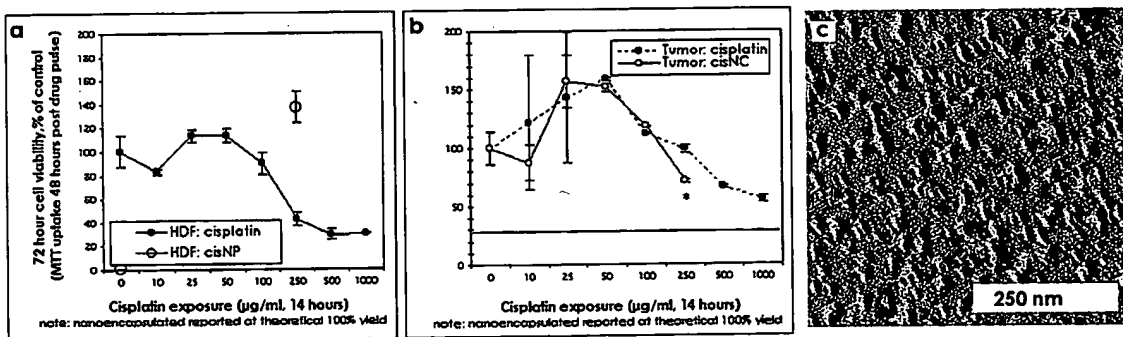 a
72 hour cell viability, % of control
(MTT uptake 48 hours post drug pulse)
200
180
160
140
120
100
80
60
40
20
0
HDF: cisplatin
HDF: cisNP
0 10 25 50 100 250 500 1000
Cisplatin exposure (µg/ml, 14 hours)
note: nanoencapsulated reported at theoretical 100% yield
b
200
150
100
50
0
Tumor: cisplatin
Tumor: cisNC
*
0 10 25 50 100 250 500 1000
Cisplatin exposure (µg/ml, 14 hours)
note: nanoencapsulated reported at theoretical 100% yield
c
250 nm